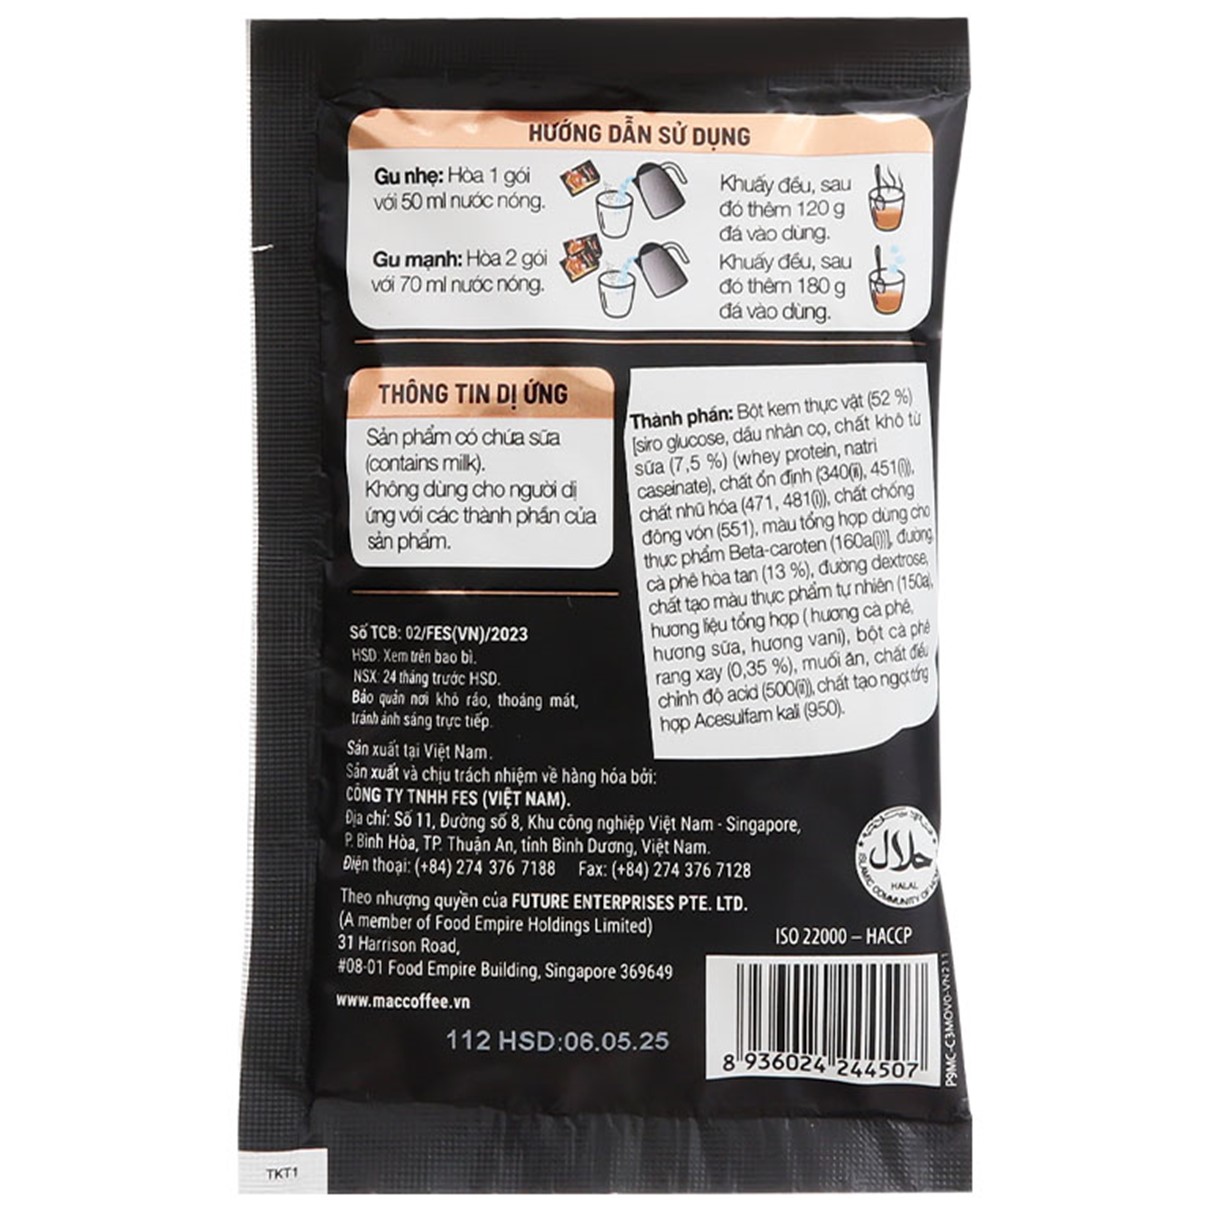 HƯỚNG DẪN SỬ DỤNG
Gu nhẹ: Hòa 1 gói
với 50 ml nước nóng.
Khuấy đều, sau
đó thêm 120 g
đá vào dùng.
Gu mạnh: Hòa 2 gói
với 70 ml nước nóng.
Khuấy đều, sau
đó thêm 180 g
đá vào dùng.
THÔNG TIN DỊ ỨNG
Sản phẩm có chứa sữa
(contains milk).
Không dùng cho người dị
ứng với các thành phần của
sản phẩm.
Thành phần: Bột kem thực vật (52 %)
[siro glucose, dầu nhân cọ, chất khô từ
sữa (7,5 %) (whey protein, natri
caseinate), chất ổn định (340(ii), 451(i)),
chất nhũ hóa (471, 481(i)), chất chống
đông vón (551), màu tổng hợp dùng cho
thực phẩm Beta-caroten (160a(i))], đường,
cà phê hòa tan (13 %), đường dextrose,
chất tạo màu thực phẩm tự nhiên (150a),
hương liệu tổng hợp ( hương cà phê,
hương sữa, hương vani), bột cà phê
rang xay (0,35 %), muối ăn, chất điều
chỉnh độ acid (500(ii)), chất tạo ngọt tổng
hợp Acesulfam kali (950).
Số TCB: 02/FES(VN)/2023
HSD: Xem trên bao bì.
NSX: 24 tháng trước HSD.
Bảo quản nơi khô ráo, thoáng mát,
tránh ánh sáng trực tiếp.
Sản xuất tại Việt Nam.
Sản xuất và chịu trách nhiệm về hàng hóa bởi:
CÔNG TY TNHH FES (VIỆT NAM).
Địa chỉ: Số 11, Đường số 8, Khu công nghiệp Việt Nam - Singapore,
P. Bình Hòa, TP. Thuận An, tỉnh Bình Dương, Việt Nam.
Điện thoại: (+84) 274 376 7188 Fax: (+84) 274 376 7128
Theo nhượng quyền của FUTURE ENTERPRISES PTE. LTD.
(A member of Food Empire Holdings Limited)
31 Harrison Road,
#08-01 Food Empire Building, Singapore 369649
www.maccoffee.vn
حلال
HALAL
ISLAMIC COMMUNITY OF
ISO 22000 – HACCP
112 HSD:06.05.25
8 936024 244507
P9MC-C3MOV0-VN211
TKT1